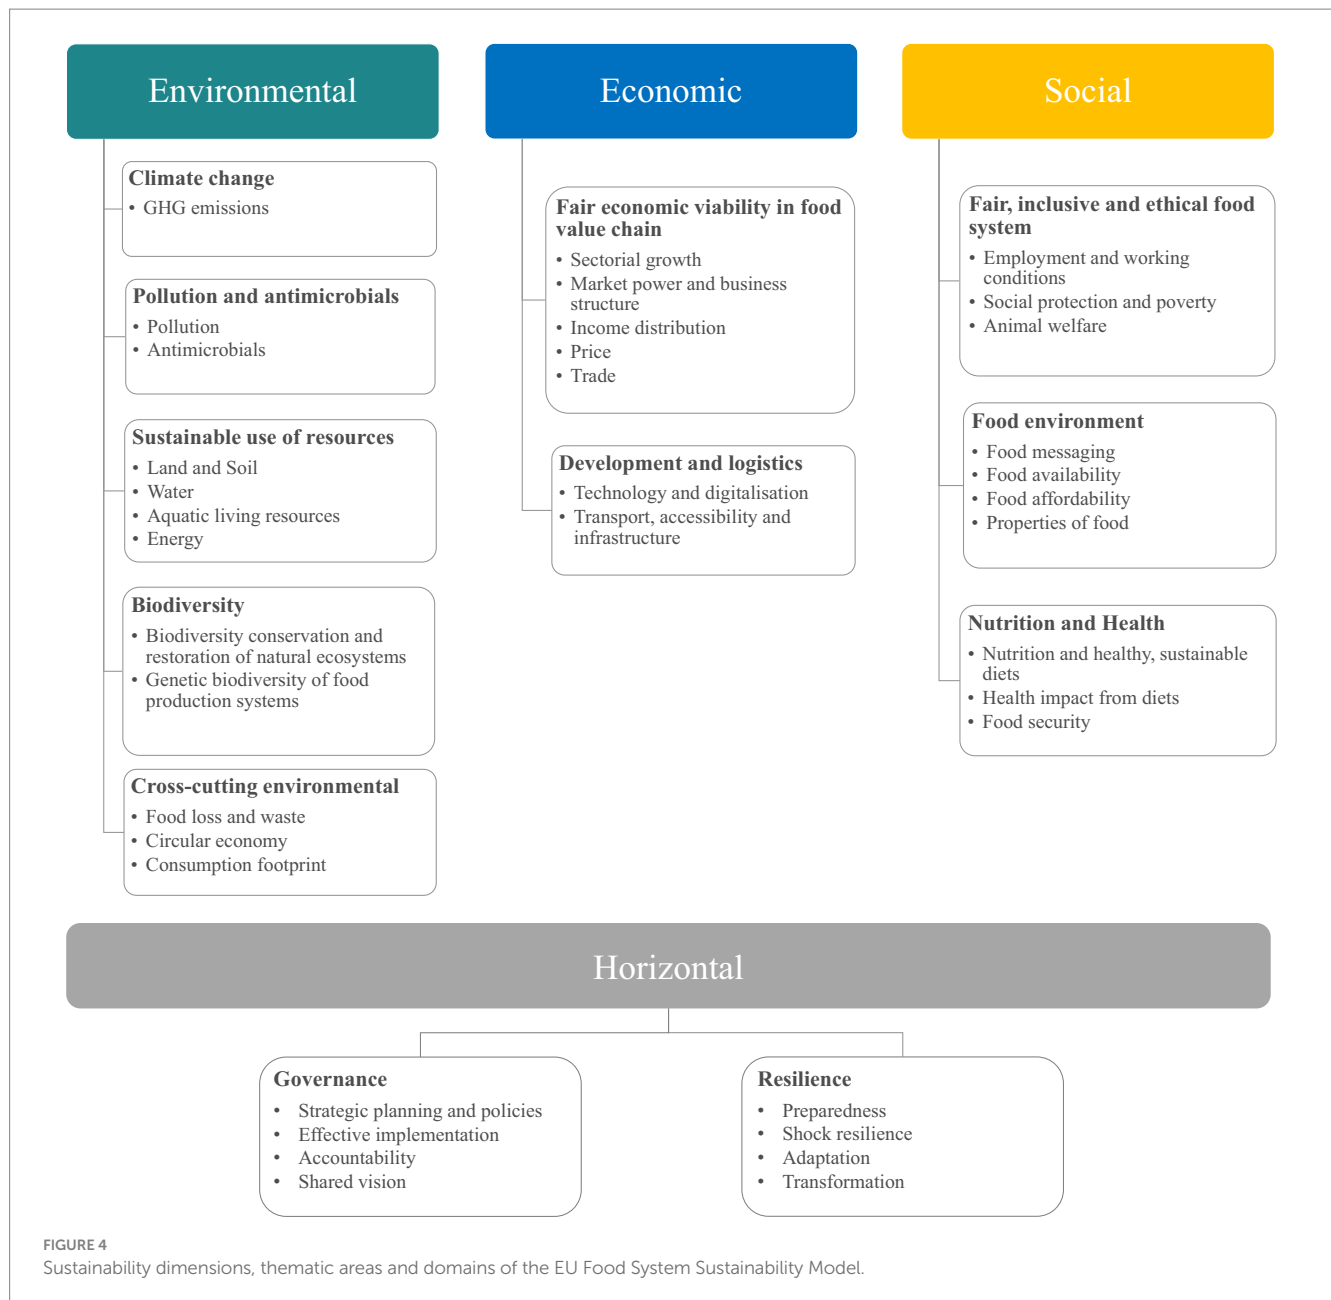 Environmental
Climate change
• GHG emissions
Pollution and antimicrobials
• Pollution
• Antimicrobials
Sustainable use of resources
• Land and Soil
• Water
• Aquatic living resources
• Energy
Biodiversity
• Biodiversity conservation and
restoration of natural ecosystems
• Genetic biodiversity of food
production systems
Cross-cutting environmental
• Food loss and waste
• Circular economy
• Consumption footprint
Economic
Fair economic viability in food
value chain
• Sectorial growth
• Market power and business
structure
• Income distribution
• Price
• Trade
Development and logistics
• Technology and digitalisation
• Transport, accessibility and
infrastructure
Social
Fair, inclusive and ethical food
system
• Employment and working
conditions
• Social protection and poverty
• Animal welfare
Food environment
• Food messaging
• Food availability
• Food affordability
• Properties of food
Nutrition and Health
• Nutrition and healthy, sustainable
diets
• Health impact from diets
• Food security
Horizontal
Governance
• Strategic planning and policies
• Effective implementation
• Accountability
• Shared vision
Resilience
• Preparedness
• Shock resilience
• Adaptation
• Transformation
FIGURE 4
Sustainability dimensions, thematic areas and domains of the EU Food System Sustainability Model.